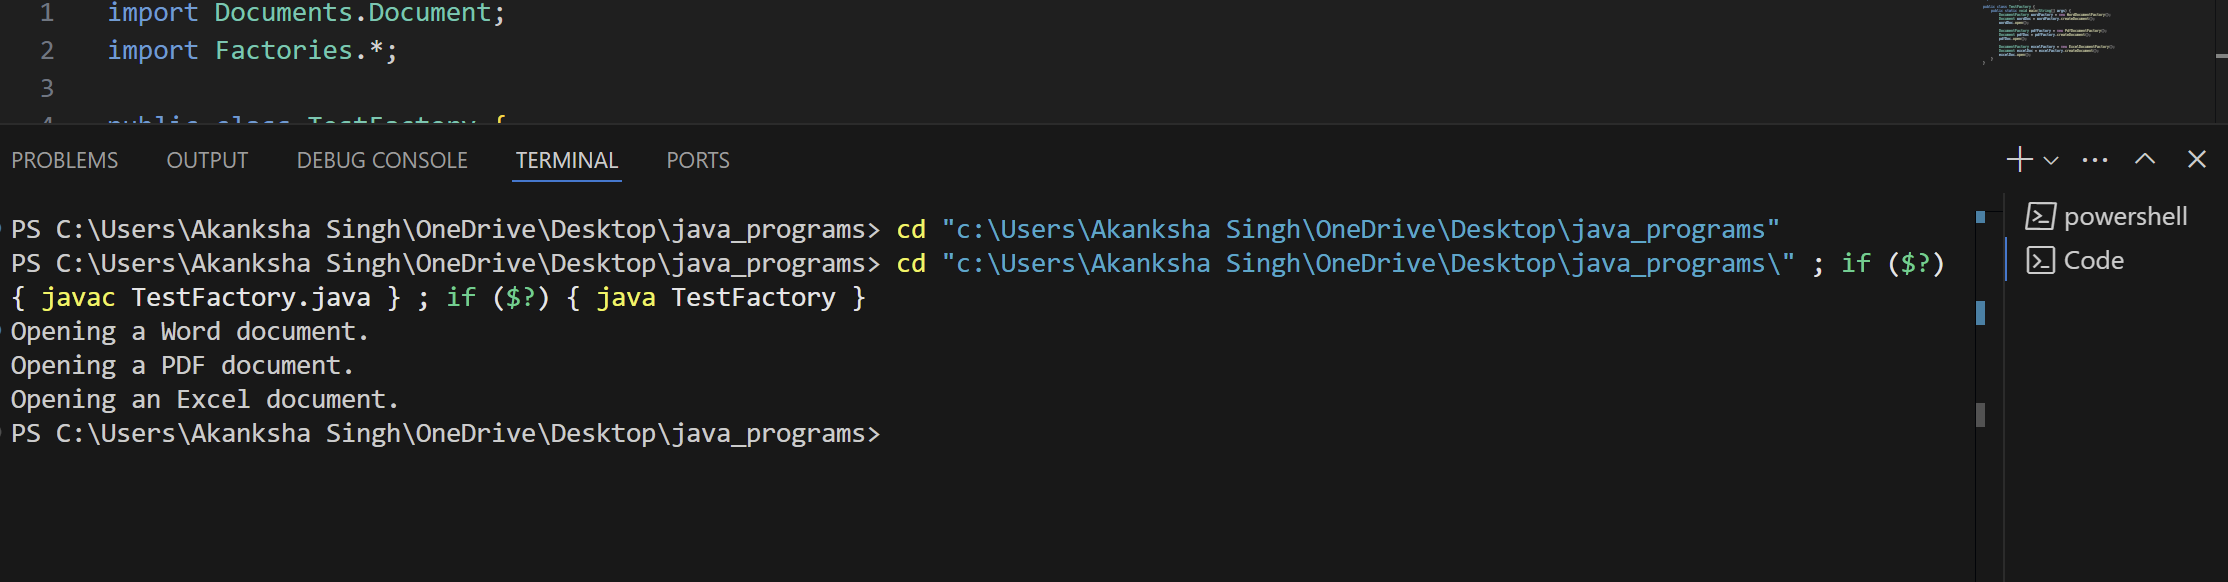 1 import Documents.Document;
2 import Factories.*;
3
4 public class TestFactory {
PROBLEMS OUTPUT DEBUG CONSOLE TERMINAL PORTS
PS C:\Users\Akanksha Singh\OneDrive\Desktop\java_programs> cd "c:\Users\Akanksha Singh\OneDrive\Desktop\java_programs"
PS C:\Users\Akanksha Singh\OneDrive\Desktop\java_programs> cd "c:\Users\Akanksha Singh\OneDrive\Desktop\java_programs\" ; if ($?)
{ javac TestFactory.java } ; if ($?) { java TestFactory }
Opening a Word document.
Opening a PDF document.
Opening an Excel document.
PS C:\Users\Akanksha Singh\OneDrive\Desktop\java_programs>
powershell
Code